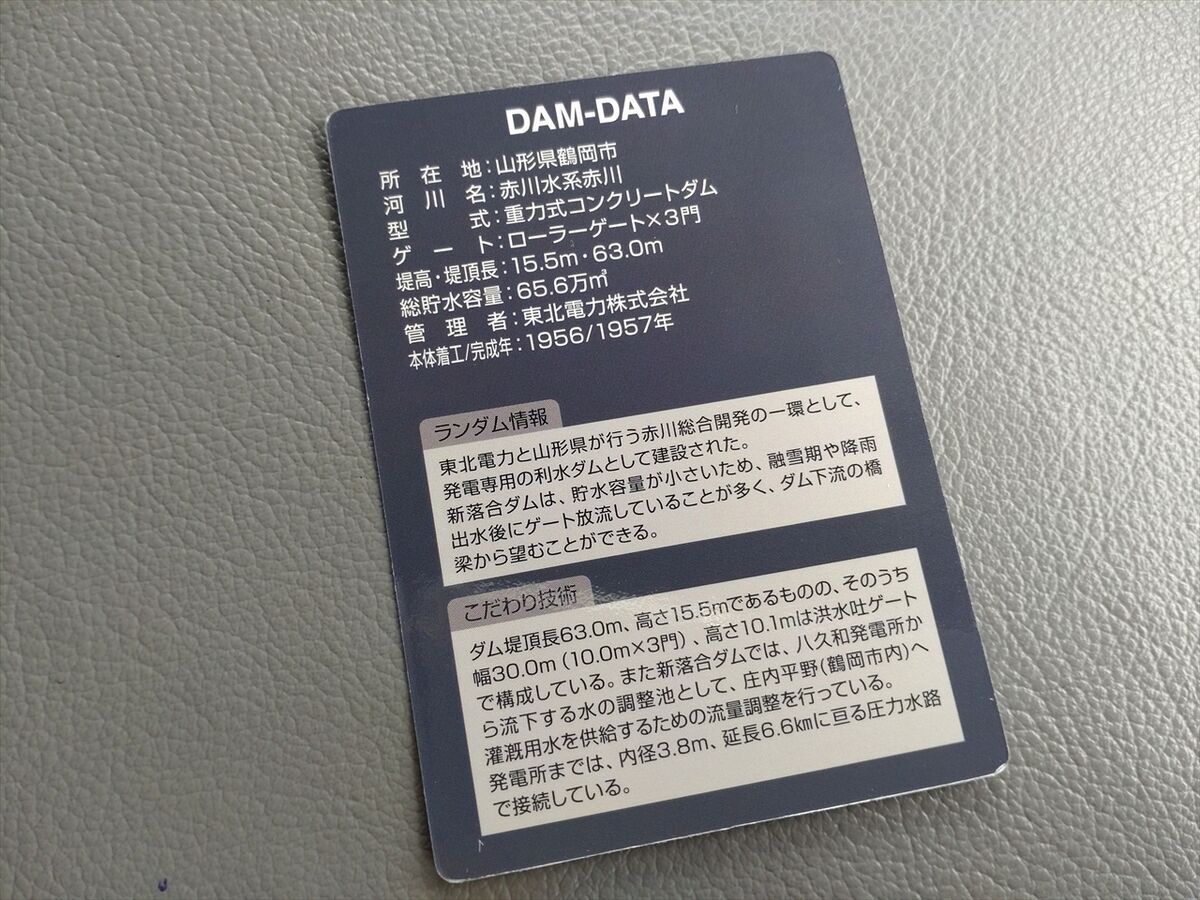 DAM-DATA
所在地:山形県鶴岡市
河川名:赤川水系赤川
型式:重力式コンクリートダム
ゲート:ローラーゲート×3門
堤高・堤頂長:15.5m・63.0m
総貯水容量:65.6万㎥
管理者:東北電力株式会社
本体着工/完成年:1956/1957年
ランダム情報
東北電力と山形県が行う赤川総合開発の一環として、
発電専用の利水ダムとして建設された。
新落合ダムは、貯水容量が小さいため、融雪期や降雨
出水後にゲート放流していることが多く、ダム下流の橋
梁から望むことができる。
こだわり技術
ダム堤頂長63.0m、高さ15.5mであるものの、そのうち
幅30.0m(10.0m×3門)、高さ10.1mは洪水吐ゲート
で構成している。また新落合ダムでは、八久和発電所か
ら流下する水の調整池として、庄内平野(鶴岡市内)へ
灌漑用水を供給するための流量調整を行っている。
発電所までは、内径3.8m、延長6.6㎞に亘る圧力水路
で接続している。